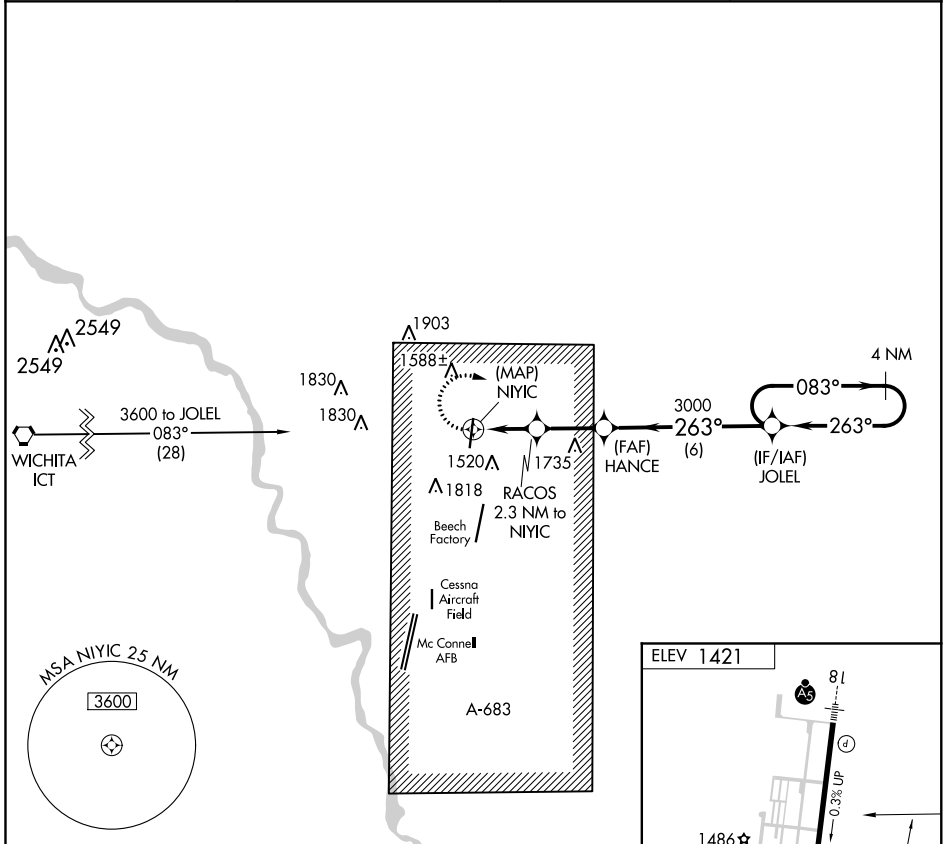 1903
2549
2549
1588±
(MAP)
NIYIC
4 NM
1830
1830
083°
3600 to JOLEL
083°
(28)
3000
263°
(6)
263°
WICHITA
ICT
(FAF)
HANCE
(IF/IAF)
JOLEL
1520
1735
1818
RACOS
2.3 NM to
NIYIC
Beech
Factory
Cessna
Aircraft
Field
Mc Connell
AFB
A-683
MSA NIYIC 25 NM
3600
ELEV 1421
18
A5
P
0.3% UP
1486